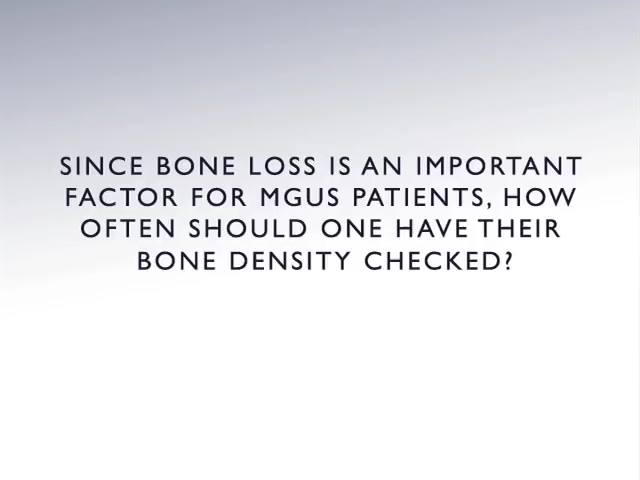 SINCE BONE LOSS IS AN IMPORTANT
FACTOR FOR MGUS PATIENTS, HOW
OFTEN SHOULD ONE HAVE THEIR
BONE DENSITY CHECKED?